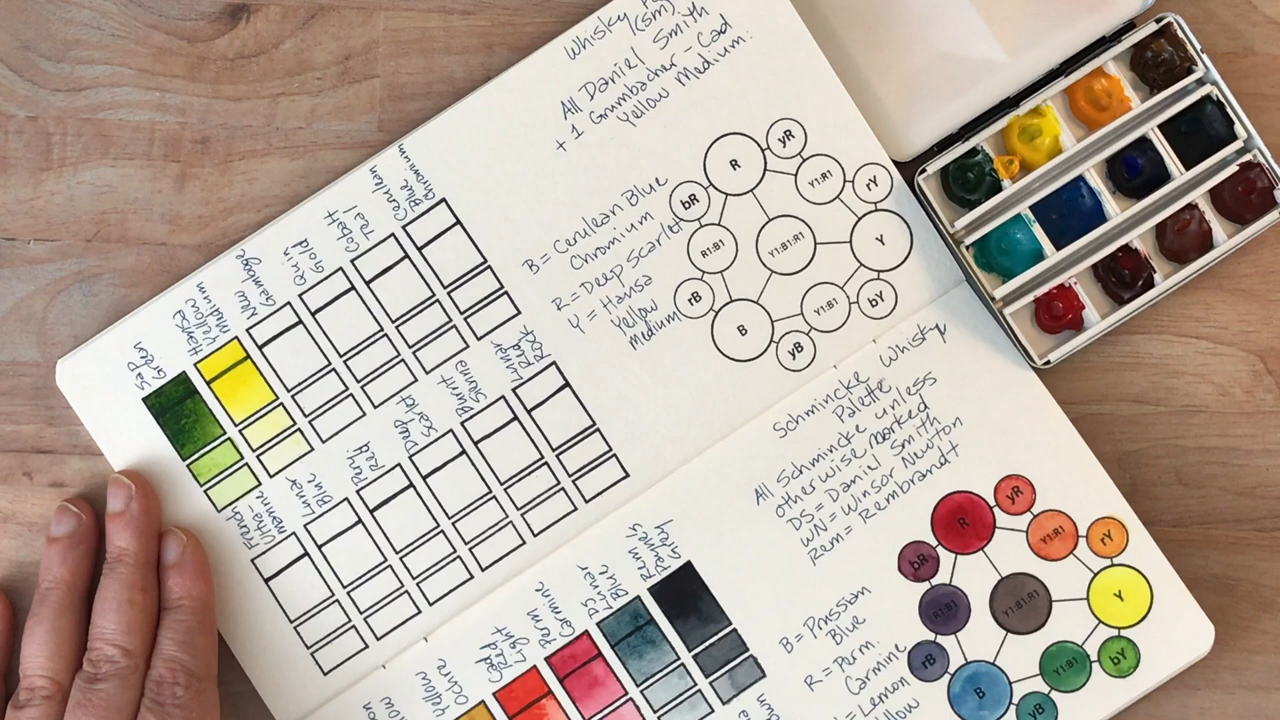 Whisky
(sm)
All Daniel Smith
+ 1 Grumbacher - Cad
Yellow Medium.
B = Cerulean Blue
Chromium
R = Deep Scarlet
Y = Hansa
Yellow
Medium
R
yR
Y1:R1
rY
Y
bY
Y1:B1
yB
B
rB
R1:B1
bR
Y1:B1:R1
Sap
Green
Hansa
Yellow
Medium
New
Gamboge
Quin
Gold
Cobalt
Teal
Cerulean
Blue
Chromium
French
Ultra-
marine
Lunar
Blue
Deep
Scarlet
Burnt
Sienna
Lunar
Red
Rock
Schmincke Whisky
Palette
All Schmincke unless
otherwise marked
DS = Daniel Smith
WN = Winsor Newton
Rem = Rembrandt
B = Prussian
Blue
R = Perm.
Carmine
Lemon
R
yR
Y1:R1
rY
Y
bY
Y1:B1
yB
B
rB
R1:B1
bR
Y1:B1:R1
Yellow
Ochre
Cad
Red
Light
Perm
Carmine
DS
Lunar
Blue
Rem
Payne's
Grey